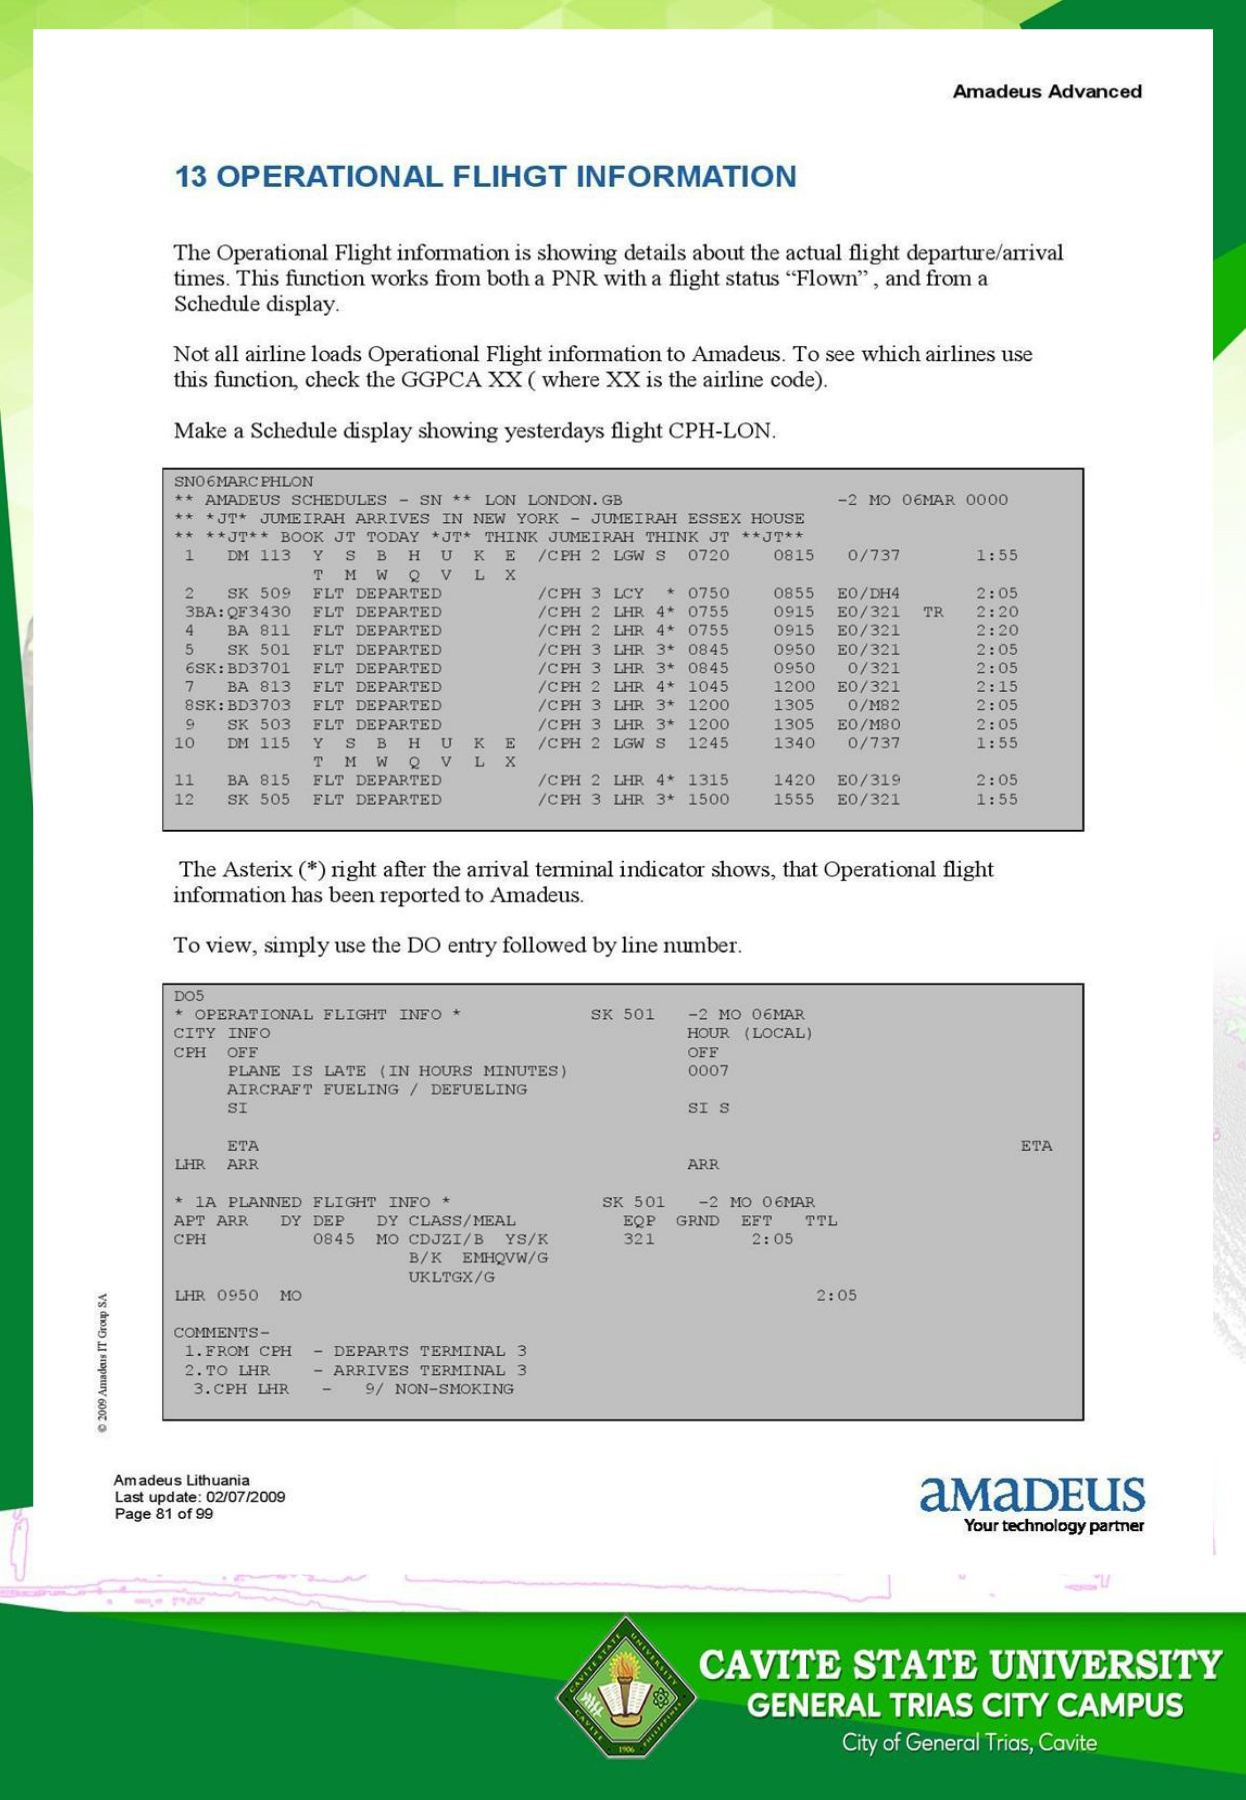 Amadeus Advanced
13 OPERATIONAL FLIHGT INFORMATION
The Operational Flight information is showing details about the actual flight departure/arrival
times. This function works from both a PNR with a flight status “Flown” , and from a
Schedule display.
Not all airline loads Operational Flight information to Amadeus. To see which airlines use
this function, check the GGPCA XX ( where XX is the airline code).
Make a Schedule display showing yesterdays flight CPH-LON.
SN06MARCPHLON
** AMADEUS SCHEDULES - SN ** LON LONDON.GB -2 MO 06MAR 0000
** *JT* JUMEIRAH ARRIVES IN NEW YORK - JUMEIRAH ESSEX HOUSE
** **JT** BOOK JT TODAY *JT* THINK JUMEIRAH THINK JT **JT**
1 DM 113 Y S B H U K E /CPH 2 LGW S 0720 0815 0/737 1:55
T M W Q V L X
2 SK 509 FLT DEPARTED /CPH 3 LCY * 0750 0855 E0/DH4 2:05
3BA:QF3430 FLT DEPARTED /CPH 2 LHR 4* 0755 0915 E0/321 TR 2:20
4 BA 811 FLT DEPARTED /CPH 2 LHR 4* 0755 0915 E0/321 2:20
5 SK 501 FLT DEPARTED /CPH 3 LHR 3* 0845 0950 E0/321 2:05
6SK:BD3701 FLT DEPARTED /CPH 3 LHR 3* 0845 0950 0/321 2:05
7 BA 813 FLT DEPARTED /CPH 2 LHR 4* 1045 1200 E0/321 2:15
8SK:BD3703 FLT DEPARTED /CPH 3 LHR 3* 1200 1305 0/M82 2:05
9 SK 503 FLT DEPARTED /CPH 3 LHR 3* 1200 1305 E0/M80 2:05
10 DM 115 Y S B H U K E /CPH 2 LGW S 1245 1340 0/737 1:55
T M W Q V L X
11 BA 815 FLT DEPARTED /CPH 2 LHR 4* 1315 1420 E0/319 2:05
12 SK 505 FLT DEPARTED /CPH 3 LHR 3* 1500 1555 E0/321 1:55
The Asterix (*) right after the arrival terminal indicator shows, that Operational flight
information has been reported to Amadeus.
To view, simply use the DO entry followed by line number.
DO5
* OPERATIONAL FLIGHT INFO * SK 501 -2 MO 06MAR
CITY INFO HOUR (LOCAL)
CPH OFF OFF
PLANE IS LATE (IN HOURS MINUTES) 0007
AIRCRAFT FUELING / DEFUELING
SI SI S
ETA ETA
LHR ARR ARR
* 1A PLANNED FLIGHT INFO * SK 501 -2 MO 06MAR
APT ARR DY DEP DY CLASS/MEAL EQP GRND EFT TTL
CPH 0845 MO CDJZI/B YS/K 321 2:05
B/K EMHQVW/G
UKLTGX/G
LHR 0950 MO 2:05
COMMENTS-
1.FROM CPH - DEPARTS TERMINAL 3
2.TO LHR - ARRIVES TERMINAL 3
3.CPH LHR - 9/ NON-SMOKING
© 2009 Amadeus IT Group SA
Amadeus Lithuania
Last update: 02/07/2009
Page 81 of 99
aMaDEUS
Your technology partner
CAVITE STATE UNIVERSITY
GENERAL TRIAS CITY CAMPUS
City of General Trias, Cavite
CAVITE STATE UNIVERSITY
CAVITE
PHILIPPINES
1906